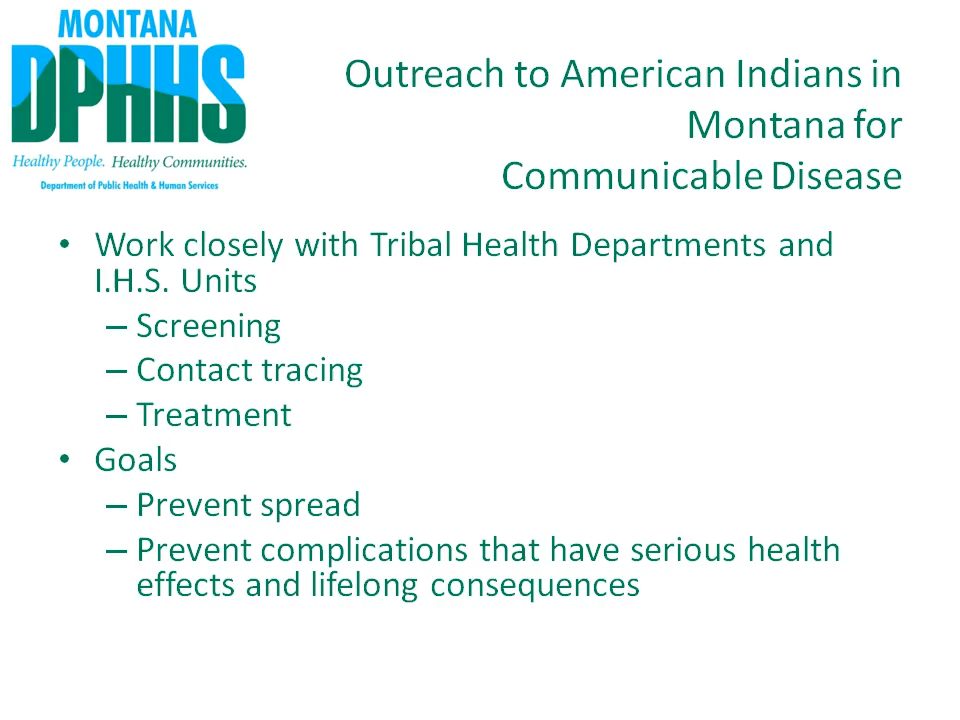 MONTANA
DPHHS
Healthy People. Healthy Communities.
Department of Public Health & Human Services
Outreach to American Indians in
Montana for
Communicable Disease
• Work closely with Tribal Health Departments and
I.H.S. Units
– Screening
– Contact tracing
– Treatment
• Goals
– Prevent spread
– Prevent complications that have serious health
effects and lifelong consequences